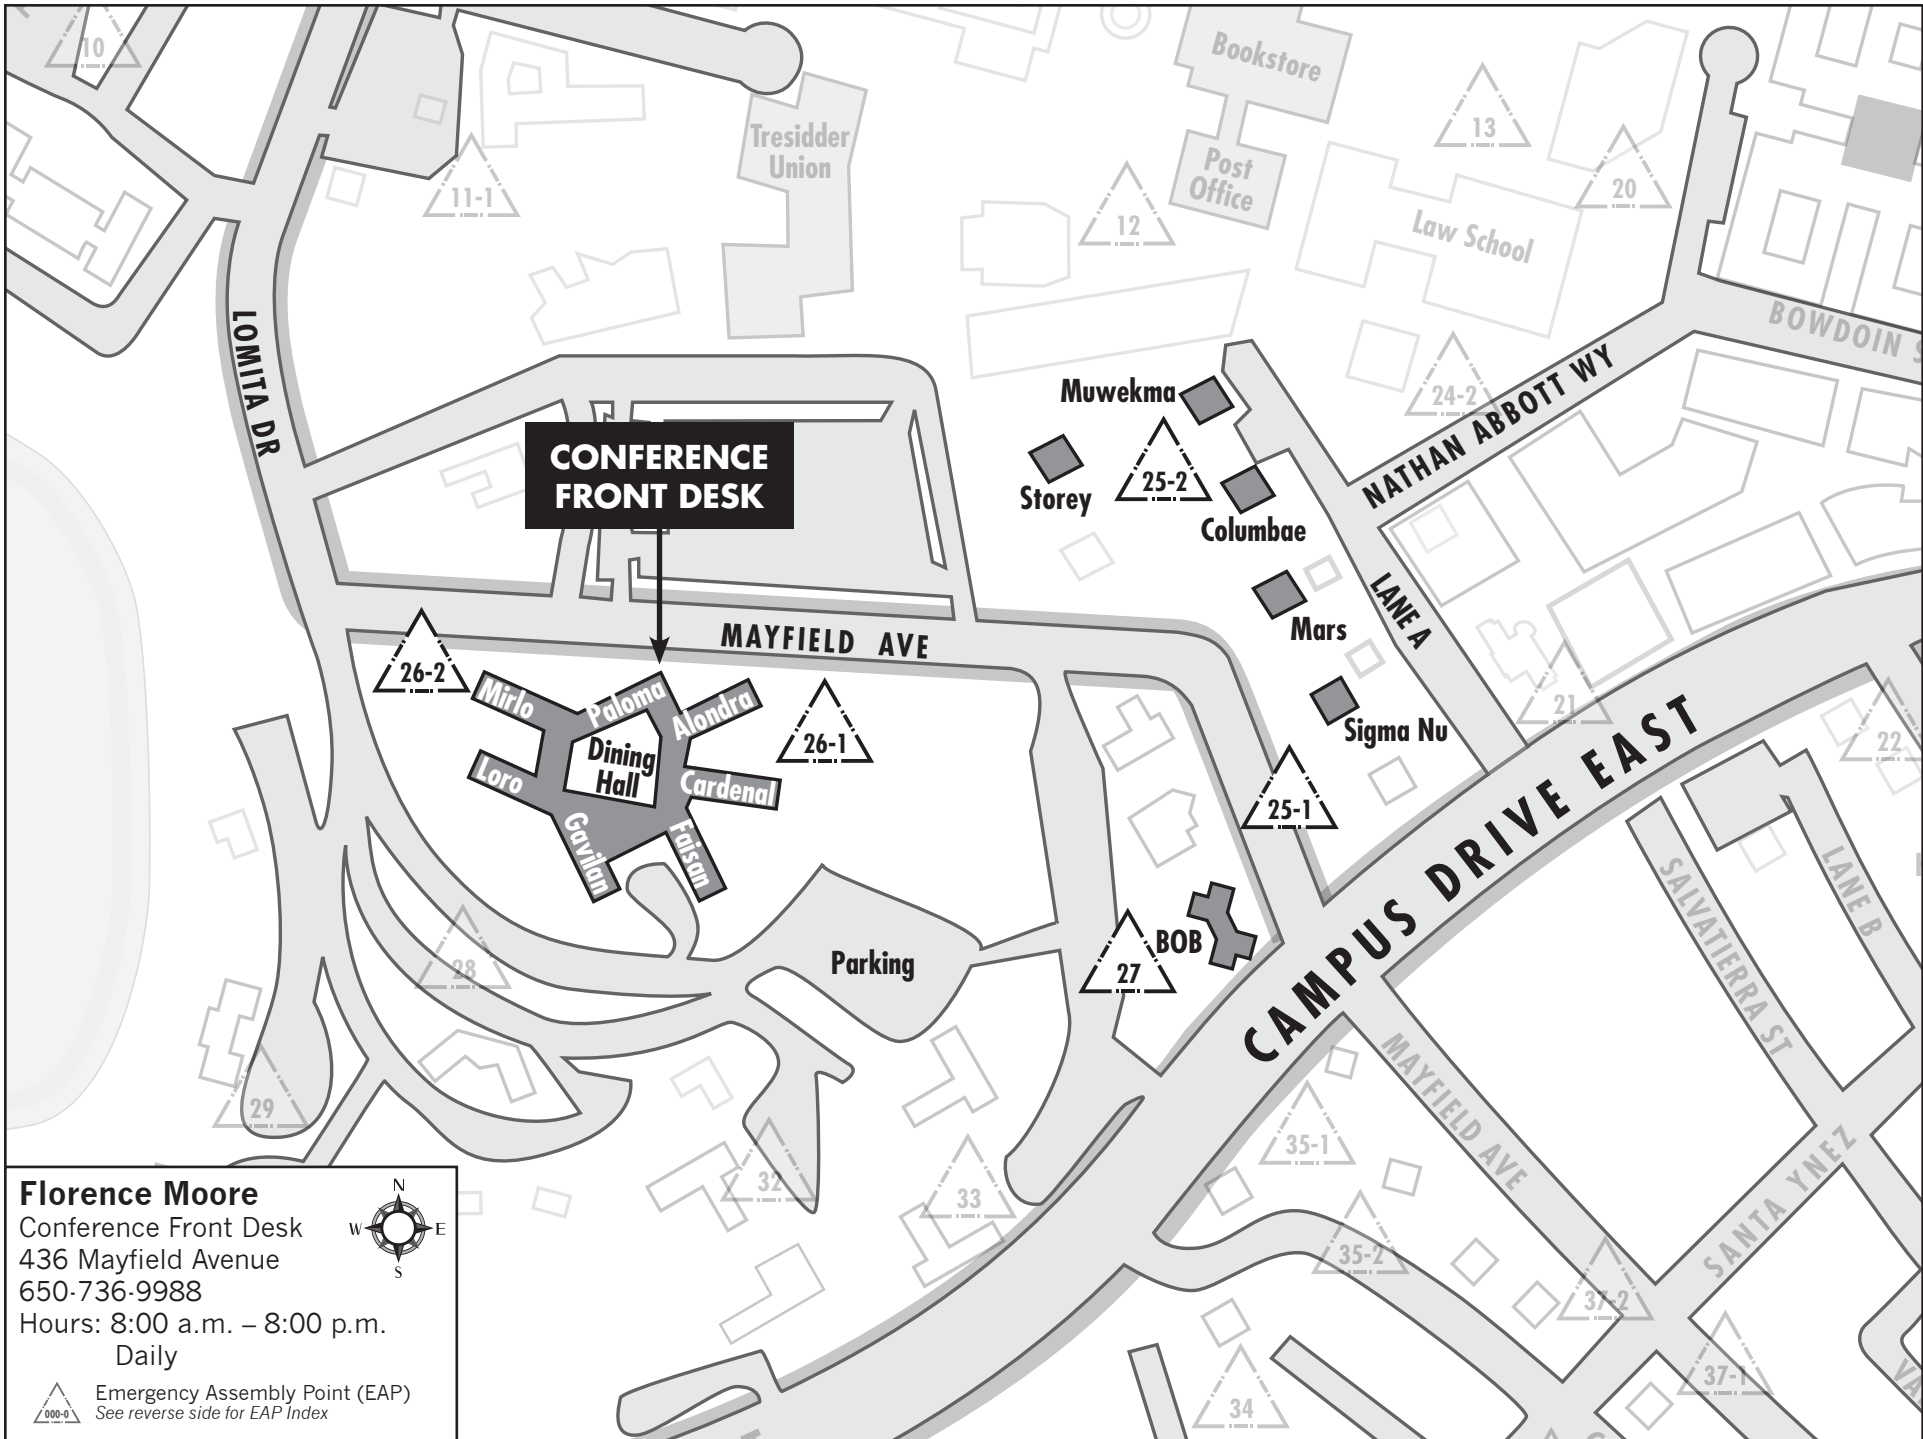 10
Bookstore
13
Tresidder
Union
Post
Office
20
11-1
12
Law School
LOMITA DR
BOWDOIN S
Muwekma
24-2
NATHAN ABBOTT WY
CONFERENCE
FRONT DESK
25-2
Storey
Columbae
LANE A
Mars
MAYFIELD AVE
26-2
Mirlo
Paloma
Alondra
26-1
21
Sigma Nu
22
Dining
Hall
Loro
Cardenal
25-1
CAMPUS DRIVE EAST
Gavilan
Faisan
SALVATIERRA ST
LANE B
28
Parking
BOB
27
29
MAYFIELD AVE
35-1
32
33
SANTA YNEZ
35-2
37-2
37-1
34
VA
Florence Moore
N
W E
S
Conference Front Desk
436 Mayfield Avenue
650-736-9988
Hours: 8:00 a.m. – 8:00 p.m.
Daily
000-0
Emergency Assembly Point (EAP)
See reverse side for EAP Index